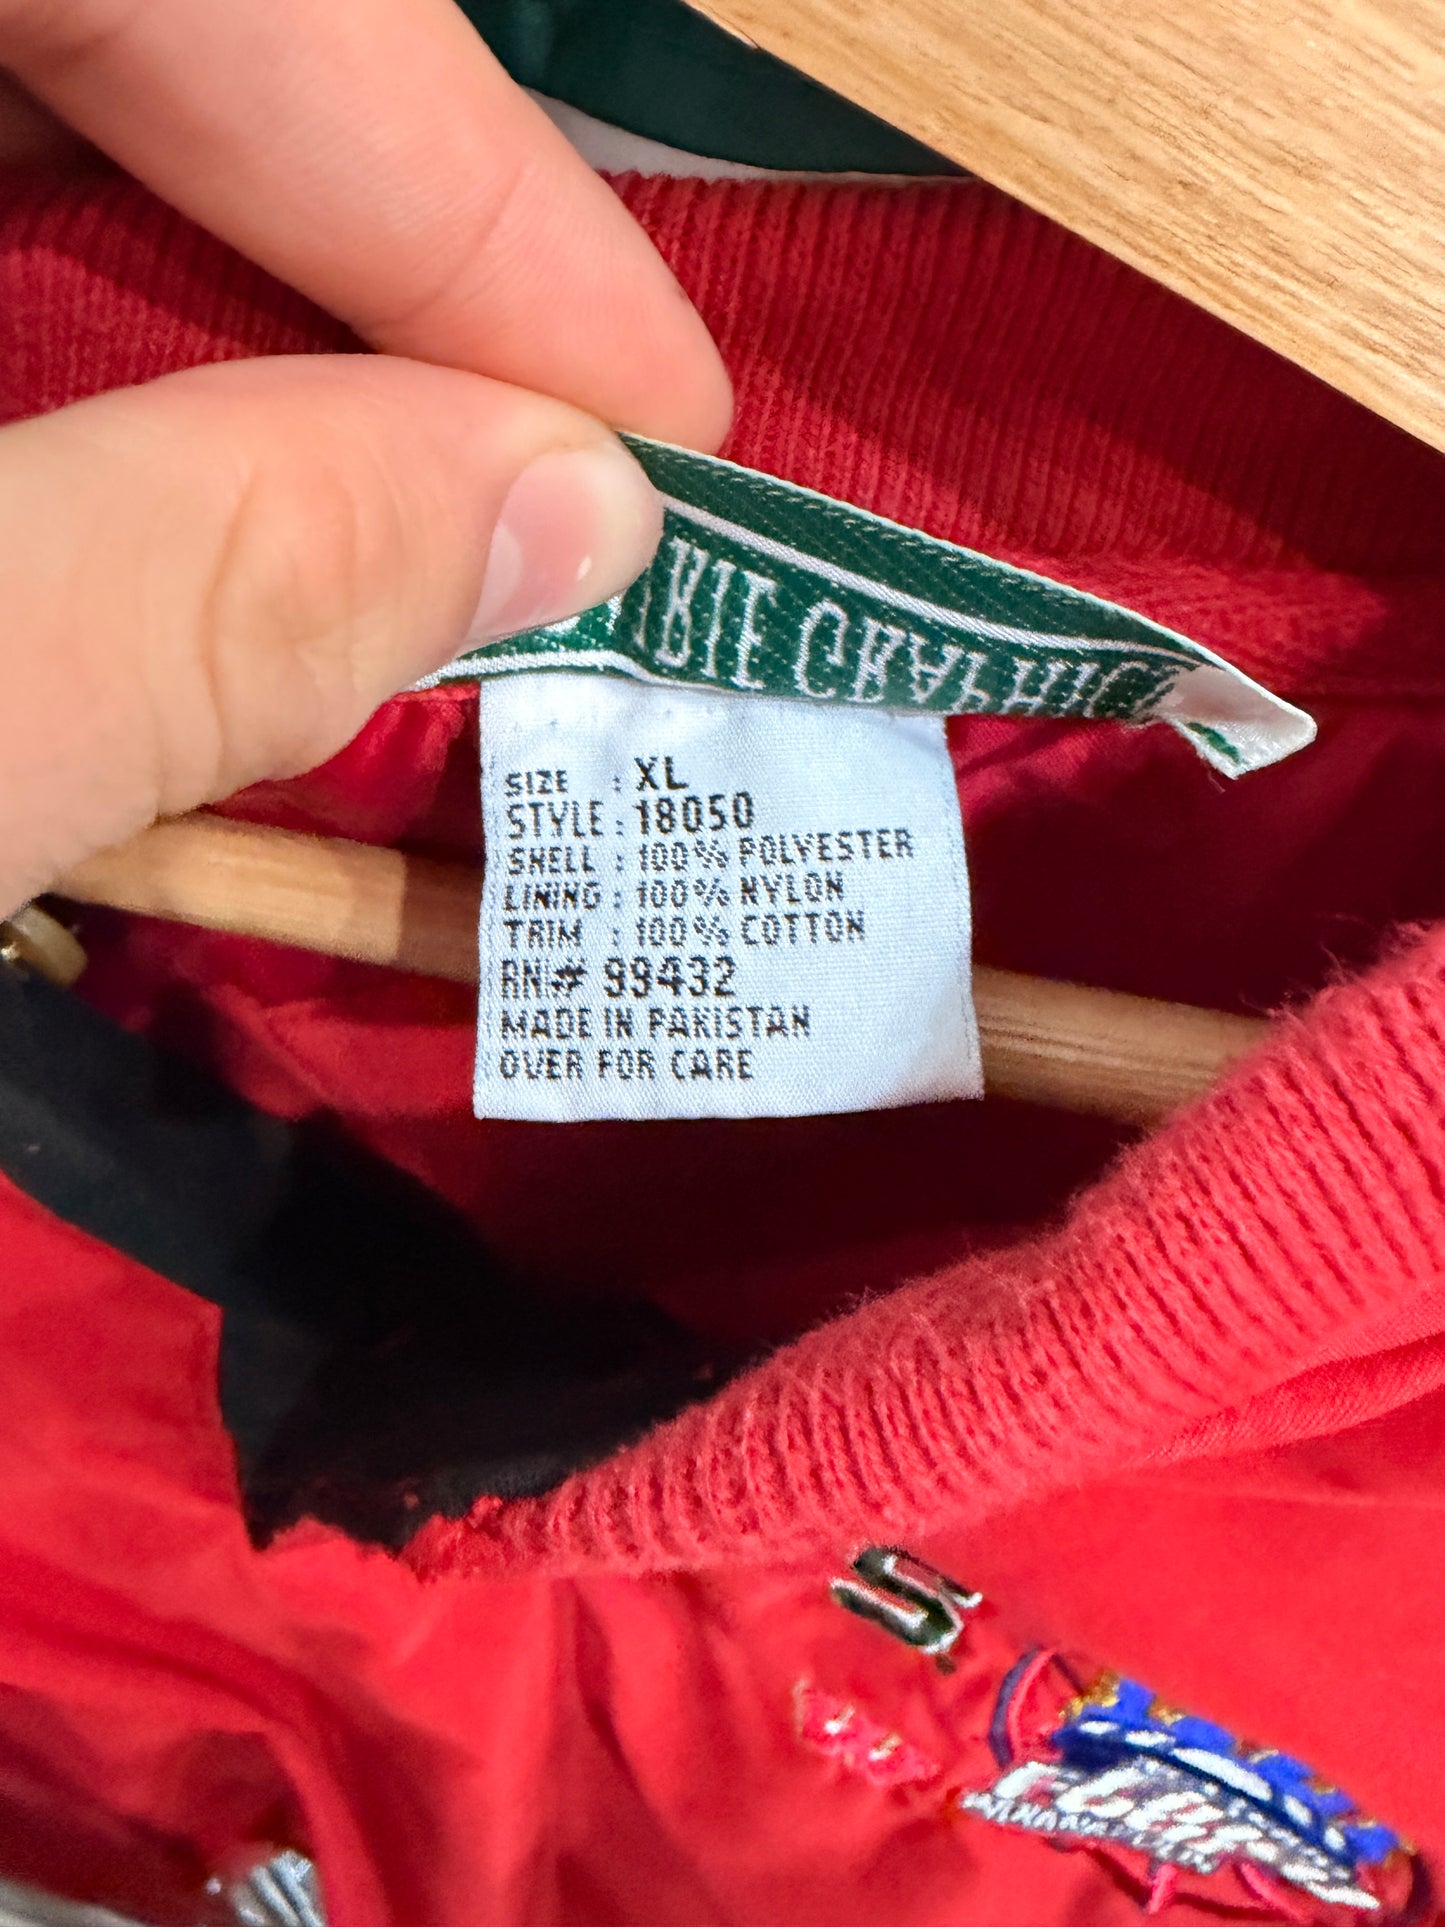 SIZE : XL
STYLE : 18050
SHELL : 100% POLYESTER
LINING : 100% NYLON
TRIM : 100% COTTON
RN# 99432
MADE IN PAKISTAN
OVER FOR CARE